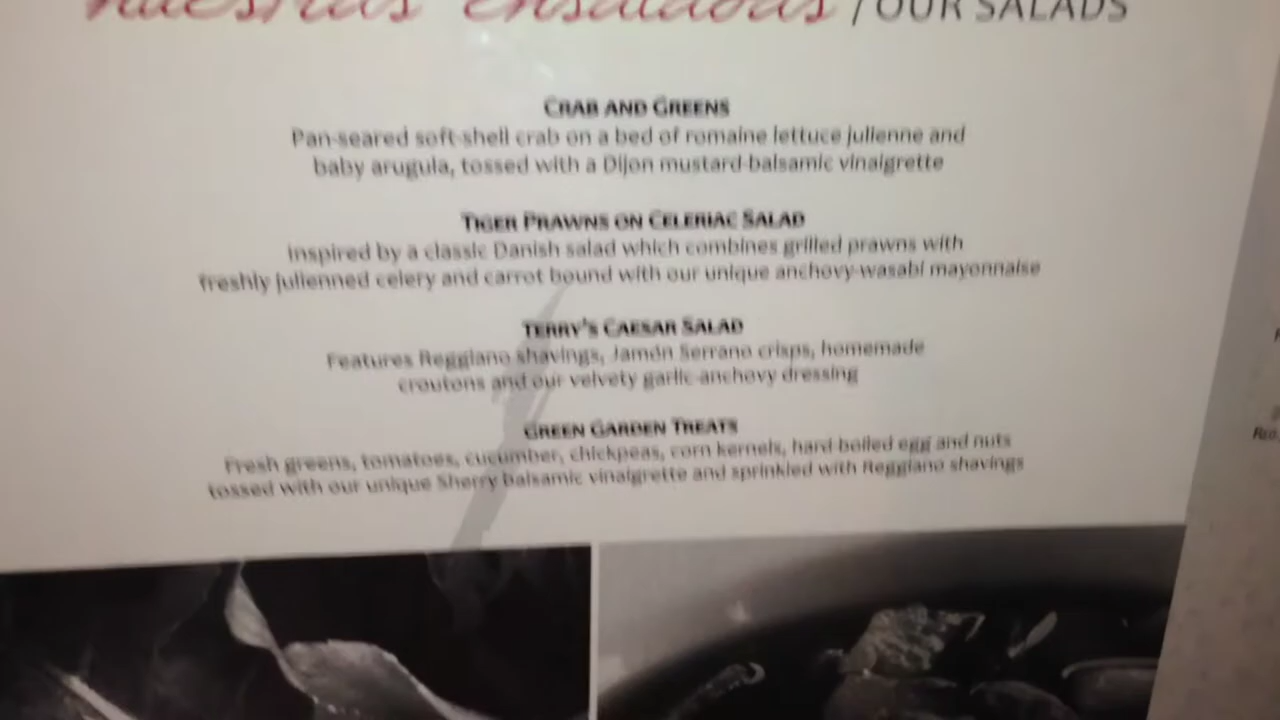 nuestras ensaladas / OUR SALADS
CRAB AND GREENS
Pan-seared soft-shell crab on a bed of romaine lettuce julienne and
baby arugula, tossed with a Dijon mustard-balsamic vinaigrette
TIGER PRAWNS ON CELERIAC SALAD
Inspired by a classic Danish salad which combines grilled prawns with
freshly julienned celery and carrot bound with our unique anchovy-wasabi mayonnaise
TERRY'S CAESAR SALAD
Features Reggiano shavings, Jamón Serrano crisps, homemade
croutons and our velvety garlic-anchovy dressing
GREEN GARDEN TREATS
Fresh greens, tomatoes, cucumber, chickpeas, corn kernels, hard-boiled egg and nuts
tossed with our unique Sherry balsamic vinaigrette and sprinkled with Reggiano shavings